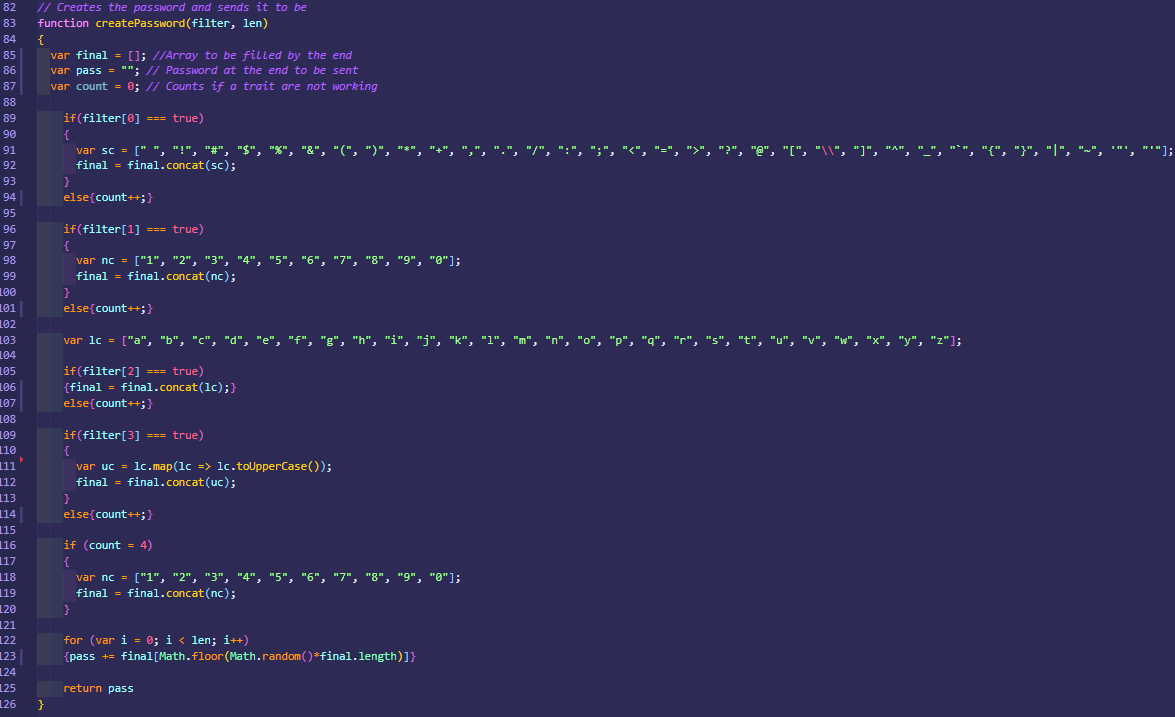 82 // Creates the password and sends it to be
83 function createPassword(filter, len)
84 {
85 var final = []; //Array to be filled by the end
86 var pass = ""; // Password at the end to be sent
87 var count = 0; // Counts if a trait are not working
88
89 if(filter[0] === true)
90 {
91 var sc = [" ", "!", "#", "$", "%", "&", "(", ")", "*", "+", ",", ".", "/", ":", ";", "<", "=", ">", "?", "@", "[", "\\", "]", "^", "_", "`", "{", "}", "|", "~", '"', "'"];
92 final = final.concat(sc);
93 }
94 else{count++;}
95
96 if(filter[1] === true)
97 {
98 var nc = ["1", "2", "3", "4", "5", "6", "7", "8", "9", "0"];
99 final = final.concat(nc);
100 }
101 else{count++;}
102
103 var lc = ["a", "b", "c", "d", "e", "f", "g", "h", "i", "j", "k", "l", "m", "n", "o", "p", "q", "r", "s", "t", "u", "v", "w", "x", "y", "z"];
104
105 if(filter[2] === true)
106 {final = final.concat(lc);}
107 else{count++;}
108
109 if(filter[3] === true)
110 {
111 var uc = lc.map(lc => lc.toUpperCase());
112 final = final.concat(uc);
113 }
114 else{count++;}
115
116 if (count = 4)
117 {
118 var nc = ["1", "2", "3", "4", "5", "6", "7", "8", "9", "0"];
119 final = final.concat(nc);
120 }
121
122 for (var i = 0; i < len; i++)
123 {pass += final[Math.floor(Math.random()*final.length)]}
124
125 return pass
126 }